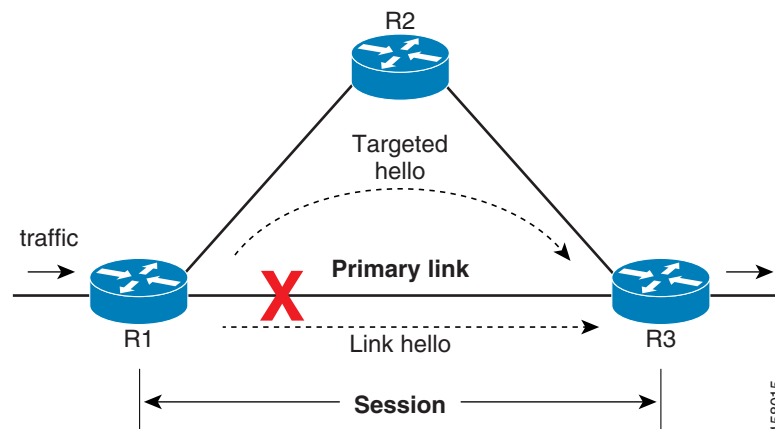 R2
Targeted
hello
traffic
Primary link
X
R1
Link hello
R3
Session